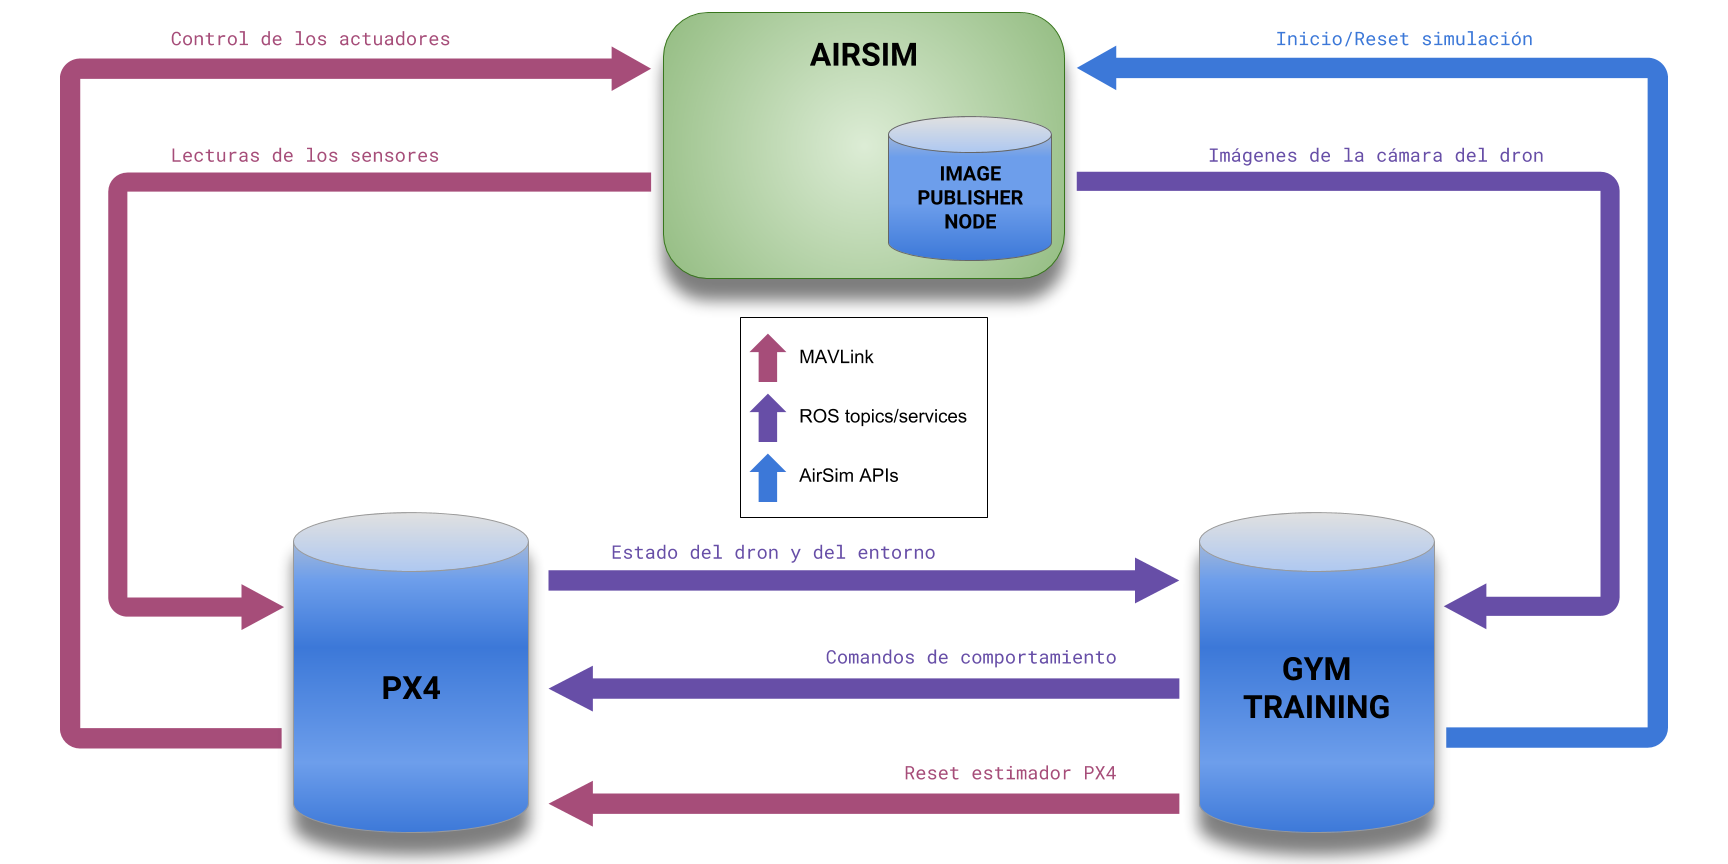 Control de los actuadores
AIRSIM
Inicio/Reset simulación
Lecturas de los sensores
Imágenes de la cámara del dron
IMAGE
PUBLISHER
NODE
MAVLink
ROS topics/services
AirSim APIs
Estado del dron y del entorno
Comandos de comportamiento
PX4
GYM
TRAINING
Reset estimador PX4